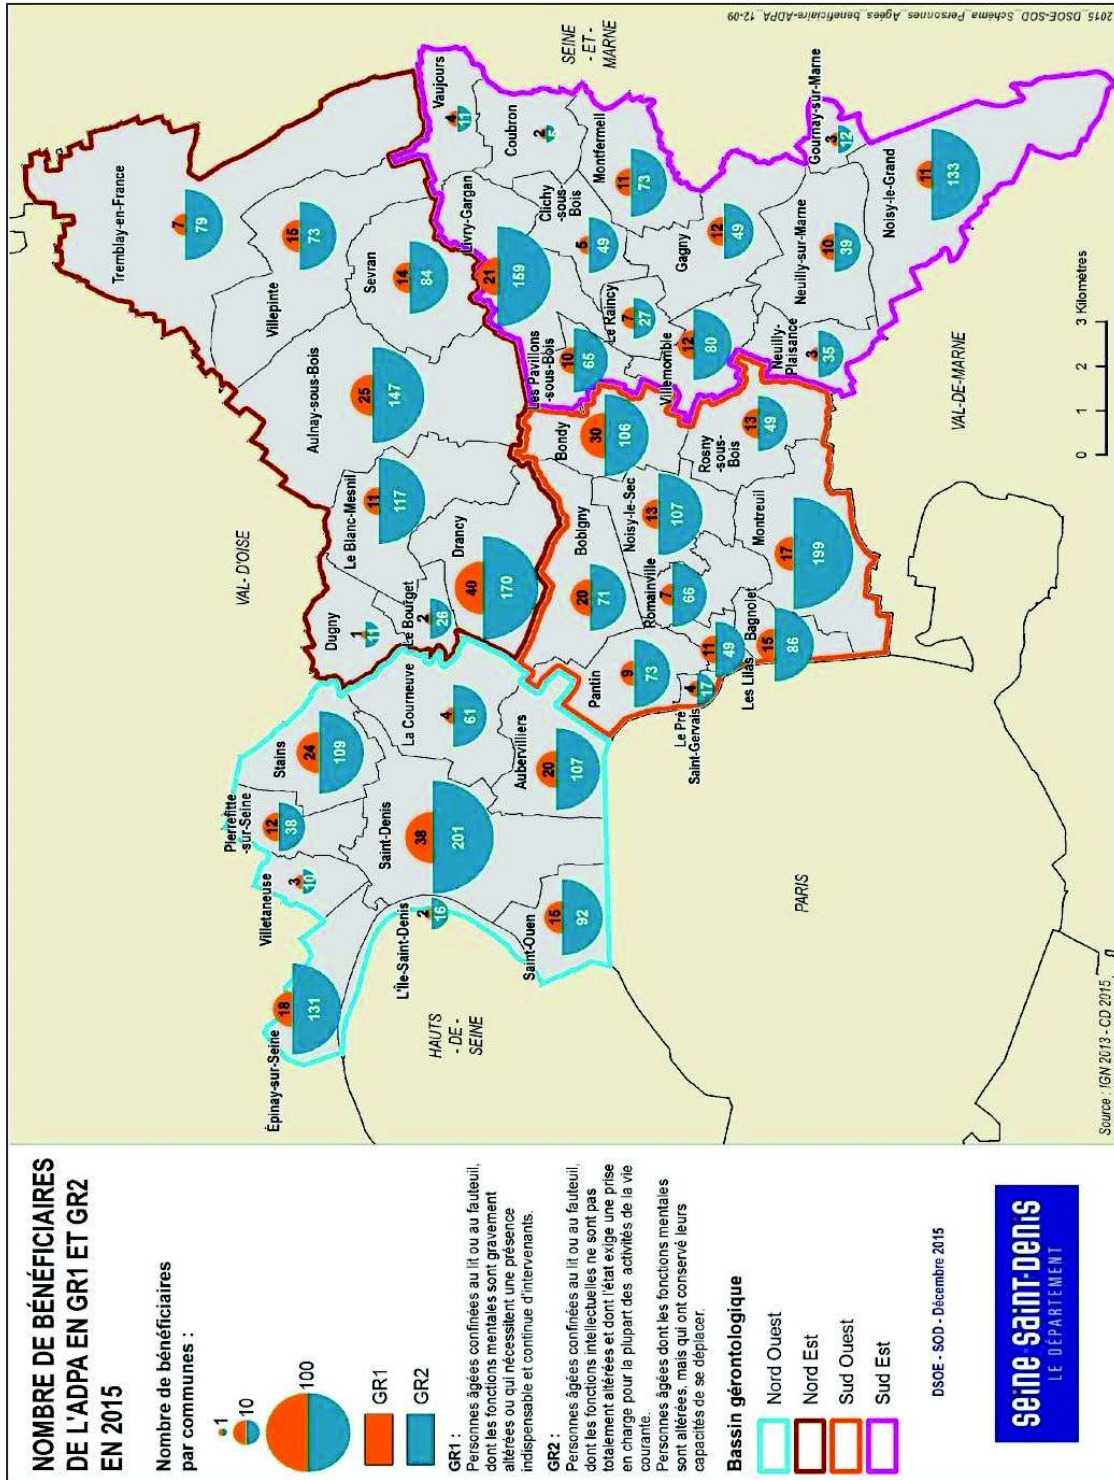 NOMBRE DE BÉNÉFICIAIRES
DE L'ADPA EN GR1 ET GR2
EN 2015
Nombre de bénéficiaires
par communes :
1
10
100
GR1
GR2
GR1 :
Personnes âgées confinées au lit ou au fauteuil,
dont les fonctions mentales sont gravement
altérées ou qui nécessitent une présence
indispensable et continue d'intervenants.
GR2 :
Personnes âgées confinées au lit ou au fauteuil,
dont les fonctions intellectuelles ne sont pas
totalement altérées et dont l'état exige une prise
en charge pour la plupart des activités de la vie
courante.
Personnes âgées dont les fonctions mentales
sont altérées, mais qui ont conservé leurs
capacités de se déplacer.
Bassin gérontologique
Nord Ouest
Nord Est
Sud Ouest
Sud Est
DSOE - SOD - Décembre 2015
seine-saint-denis
LE DÉPARTEMENT
VAL- D'OISE
SEINE
- ET -
MARNE
HAUTS
- DE -
SEINE
PARIS
VAL-DE-MARNE
Épinay-sur-Seine
18
131
Villetaneuse
3
10
Pierrefitte
-sur-Seine
12
38
Stains
24
109
L'Île-Saint-Denis
2
16
Saint-Denis
38
201
La Courneuve
4
61
Saint-Ouen
15
92
Aubervilliers
20
107
Dugny
1
11
Le Bourget
2
26
Le Blanc-Mesnil
11
117
Drancy
40
170
Aulnay-sous-Bois
25
147
Sevran
14
84
Villepinte
15
73
Tremblay-en-France
7
79
Pantin
9
73
Le Pré
Saint-Gervais
4
17
Les Lilas
11
49
Bagnolet
15
86
Bobigny
20
71
Romainville
7
66
Noisy-le-Sec
13
107
Bondy
30
106
Rosny
-sous-
Bois
13
49
Montreuil
17
199
Les Pavillons
-sous-Bois
10
65
Livry-Gargan
21
159
Vaujours
4
11
Coubron
2
5
Clichy
-sous-
Bois
5
49
Montfermeil
11
73
Le Raincy
7
27
Villemomble
12
80
Gagny
12
49
Neuilly-
Plaisance
3
35
Neuilly-sur-Marne
10
39
Gournay-sur-Marne
3
12
Noisy-le-Grand
11
133
0 1 2 3 Kilomètres
Source : IGN 2013 - CD 2015
2015_DSOE-SOD_Schéma_Personnes_Agées_beneficiaire-ADPA_12-09